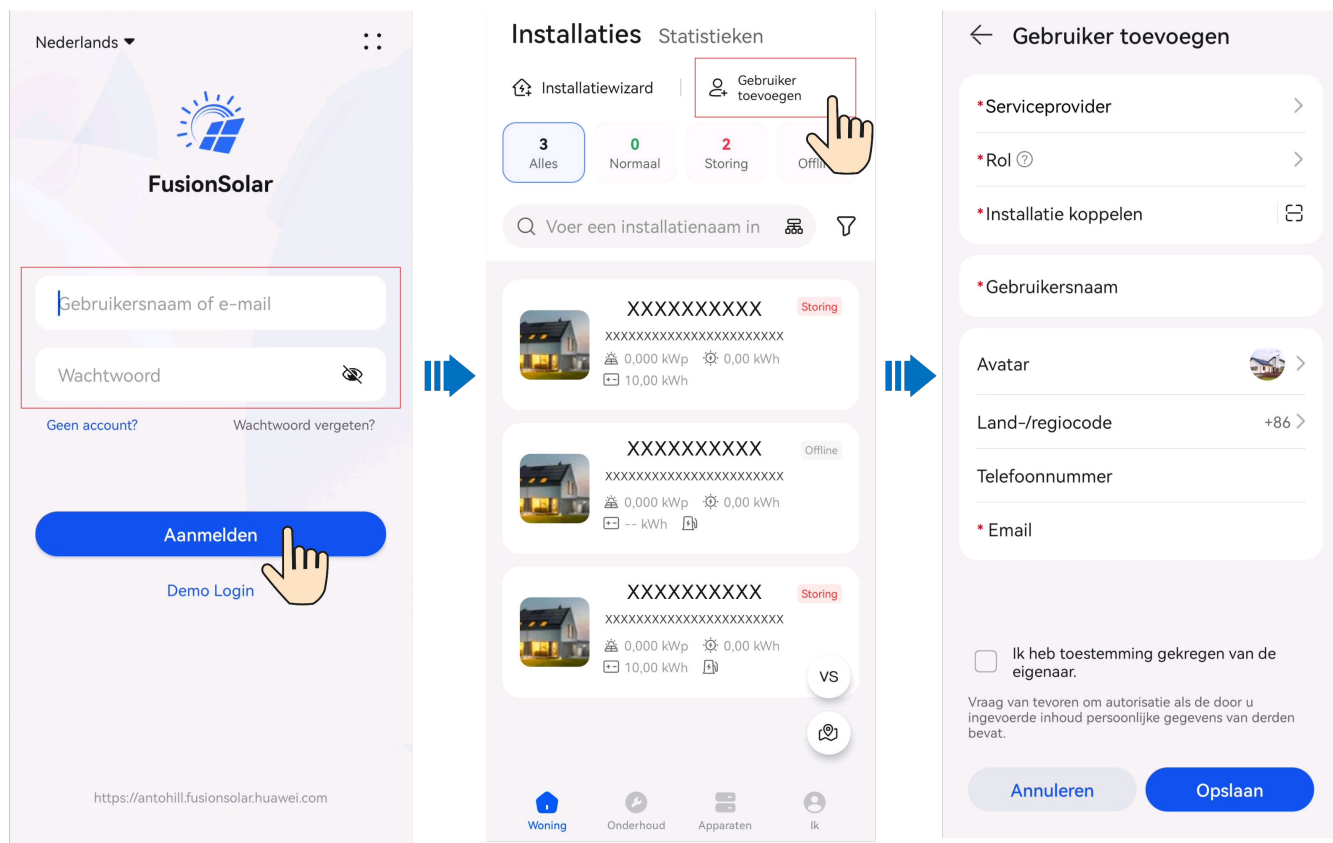 Nederlands
FusionSolar
Gebruikersnaam of e-mail
Wachtwoord
Geen account? Wachtwoord vergeten?
Aanmelden
Demo Login
https://antohill.fusionsolar.huawei.com
Installaties Statistieken
Installatiewizard
Gebruiker
toevoegen
3 0 2
Alles Normaal Storing
Voer een installatienaam in
XXXXXXXXXX Storing
XXXXXXXXXXXXXXXXXXXXXXX
0,000 kWp 0,00 kWh
10,00 kWh
XXXXXXXXXX Offline
XXXXXXXXXXXXXXXXXXXXXXX
0,000 kWp 0,00 kWh
-- kWh
XXXXXXXXXX Storing
XXXXXXXXXXXXXXXXXXXXXXX
0,000 kWp 0,00 kWh
10,00 kWh
VS
Woning Onderhoud Apparaten Ik
Gebruiker toevoegen
*Serviceprovider
*Rol
*Installatie koppelen
*Gebruikersnaam
Avatar
Land-/regiocode +86
Telefoonnummer
* Email
Ik heb toestemming gekregen van de
eigenaar.
Vraag van tevoren om autorisatie als de door u
ingevoerde inhoud persoonlijke gegevens van derden
bevat.
Annuleren Opslaan